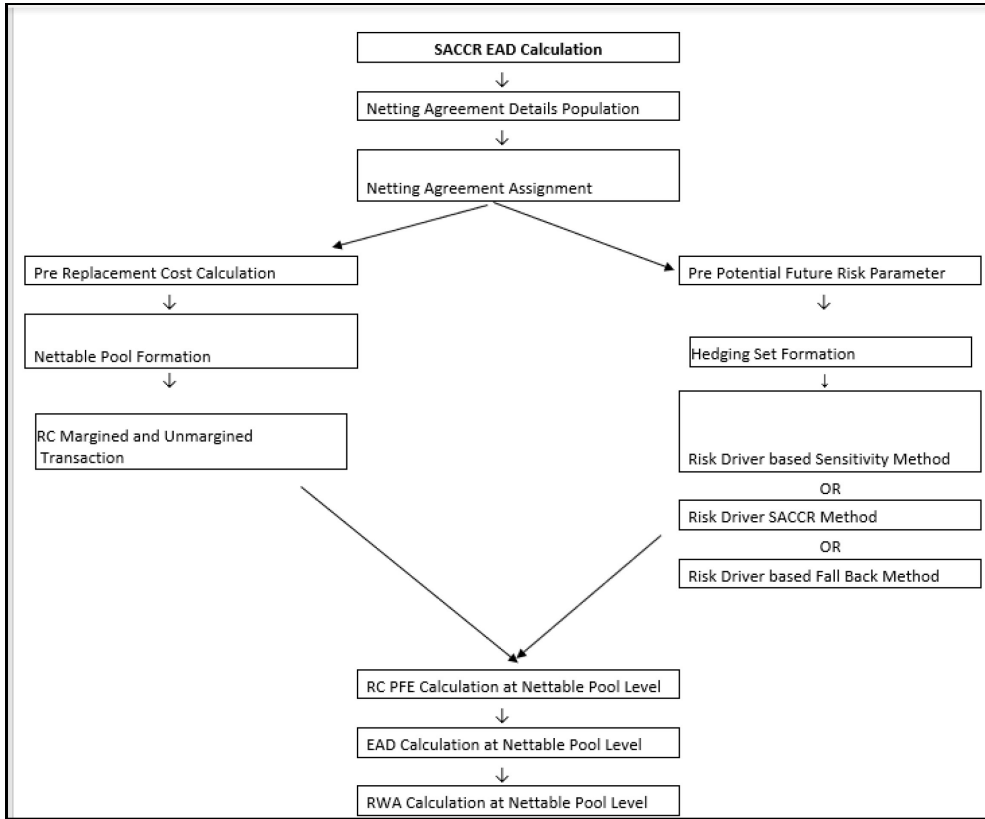 SACCR EAD Calculation
Netting Agreement Details Population
Netting Agreement Assignment
Pre Replacement Cost Calculation
Nettable Pool Formation
RC Margined and Unmargined
Transaction
Pre Potential Future Risk Parameter
Hedging Set Formation
Risk Driver based Sensitivity Method
OR
Risk Driver SACCR Method
OR
Risk Driver based Fall Back Method
RC PFE Calculation at Nettable Pool Level
EAD Calculation at Nettable Pool Level
RWA Calculation at Nettable Pool Level